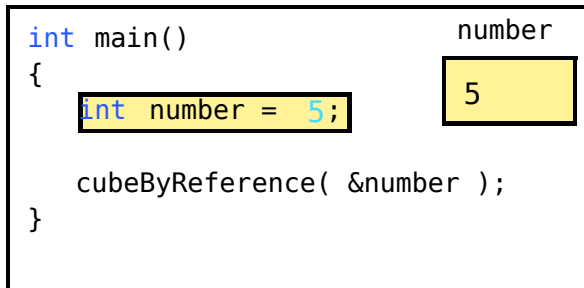 int main()
number
{
int number = 5;
5
cubeByReference( &number );
}